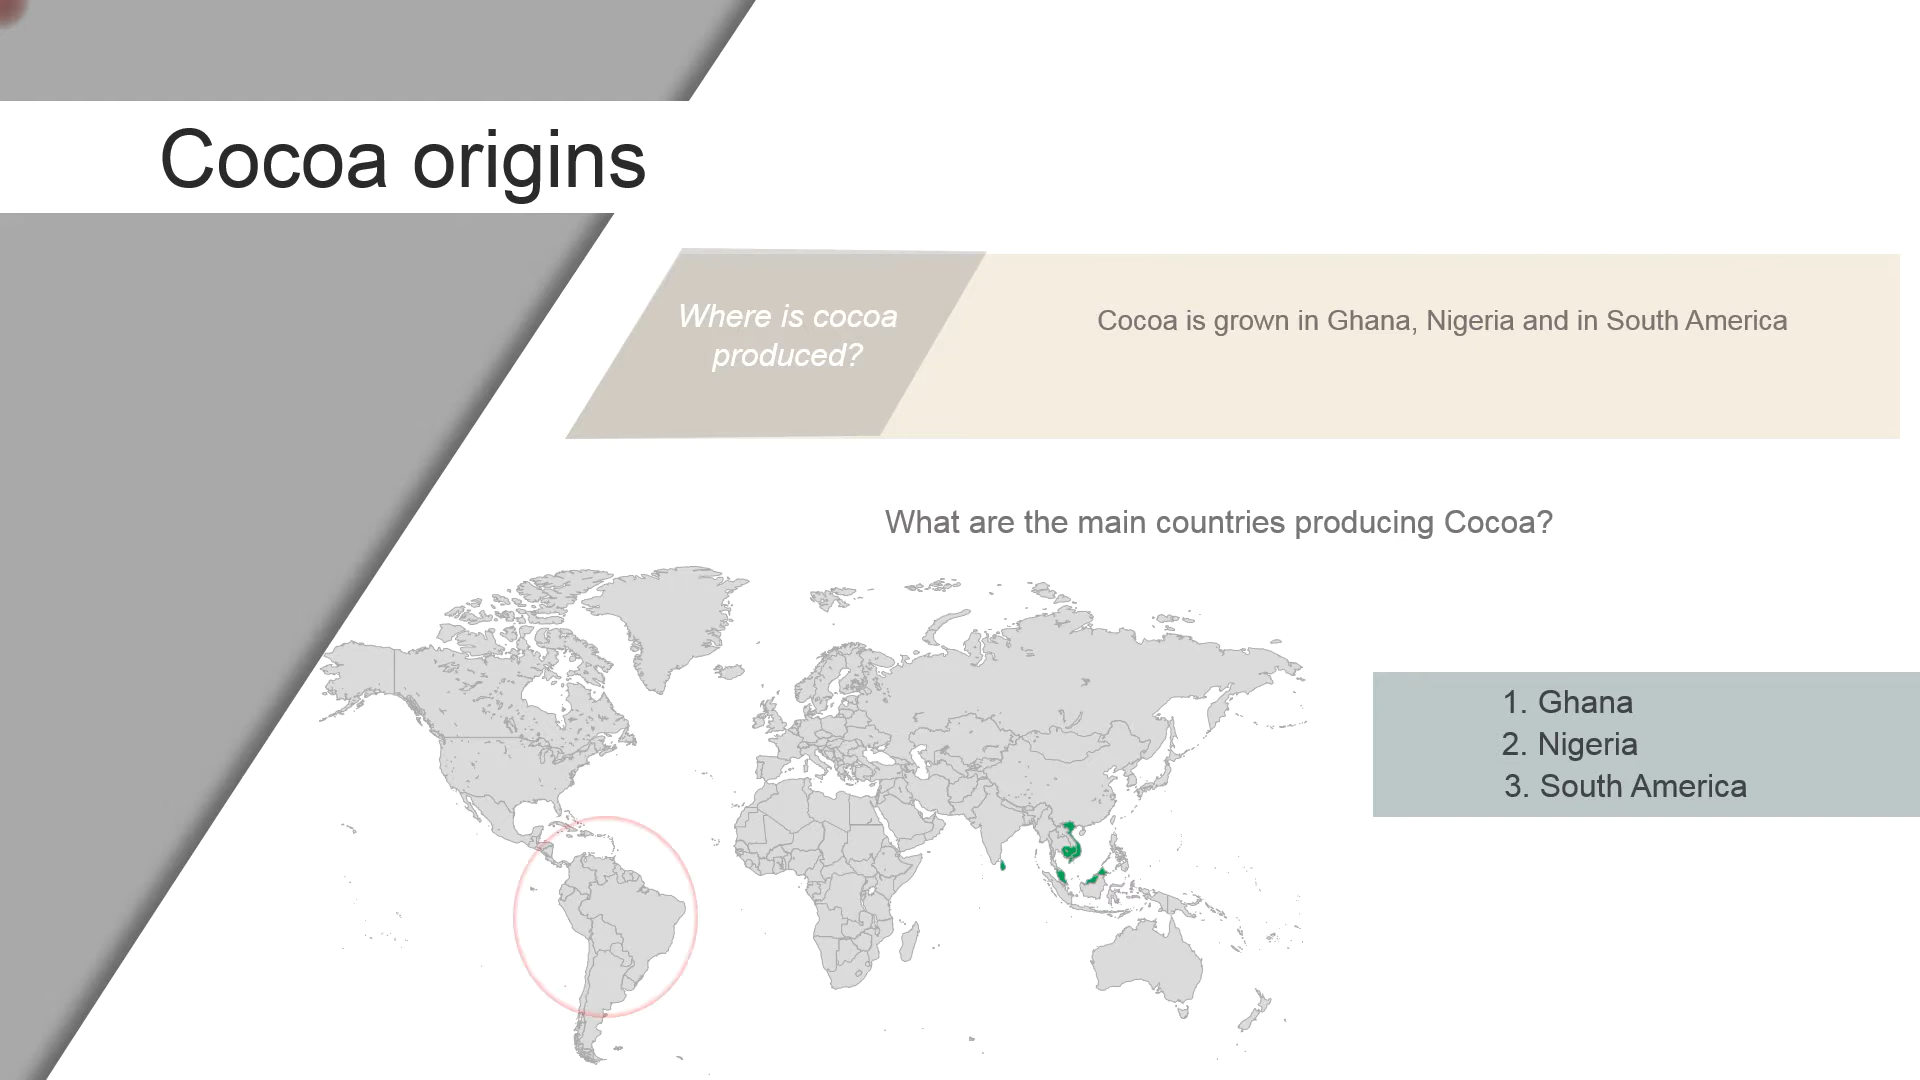 Cocoa origins
Where is cocoa
produced?
Cocoa is grown in Ghana, Nigeria and in South America
What are the main countries producing Cocoa?
1. Ghana
2. Nigeria
3. South America